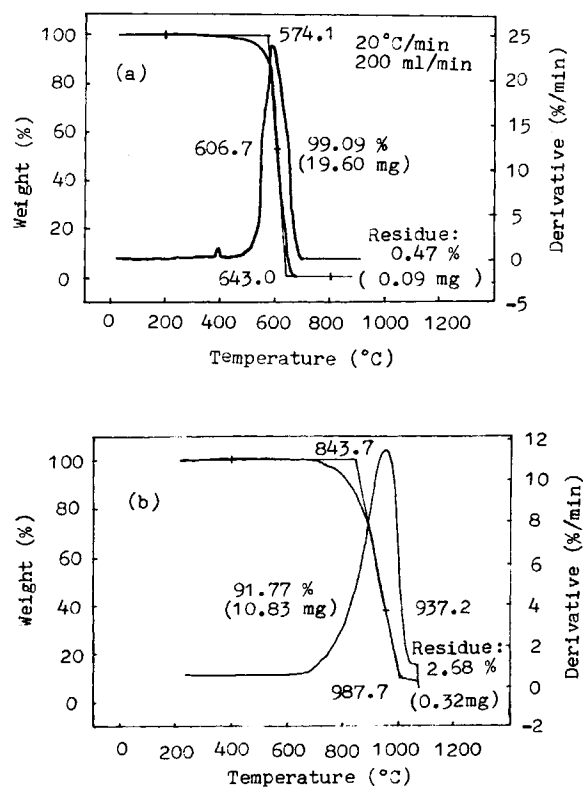 574.1
20°C/min
200 ml/min
(a)
606.7
99.09 %
(19.60 mg)
Residue:
0.47 %
( 0.09 mg )
643.0
100
80
60
40
20
0
Weight (%)
25
20
15
10
5
0
-5
Derivative (%/min)
0 200 400 600 800 1000 1200
Temperature (°C)
843.7
(b)
91.77 %
(10.83 mg)
937.2
Residue:
2.68 %
(0.32mg)
987.7
100
80
60
40
20
0
Weight (%)
11
10
8
6
4
2
0
-2
Derivative (%/min)
0 200 400 600 800 1000 1200
Temperature (°C)